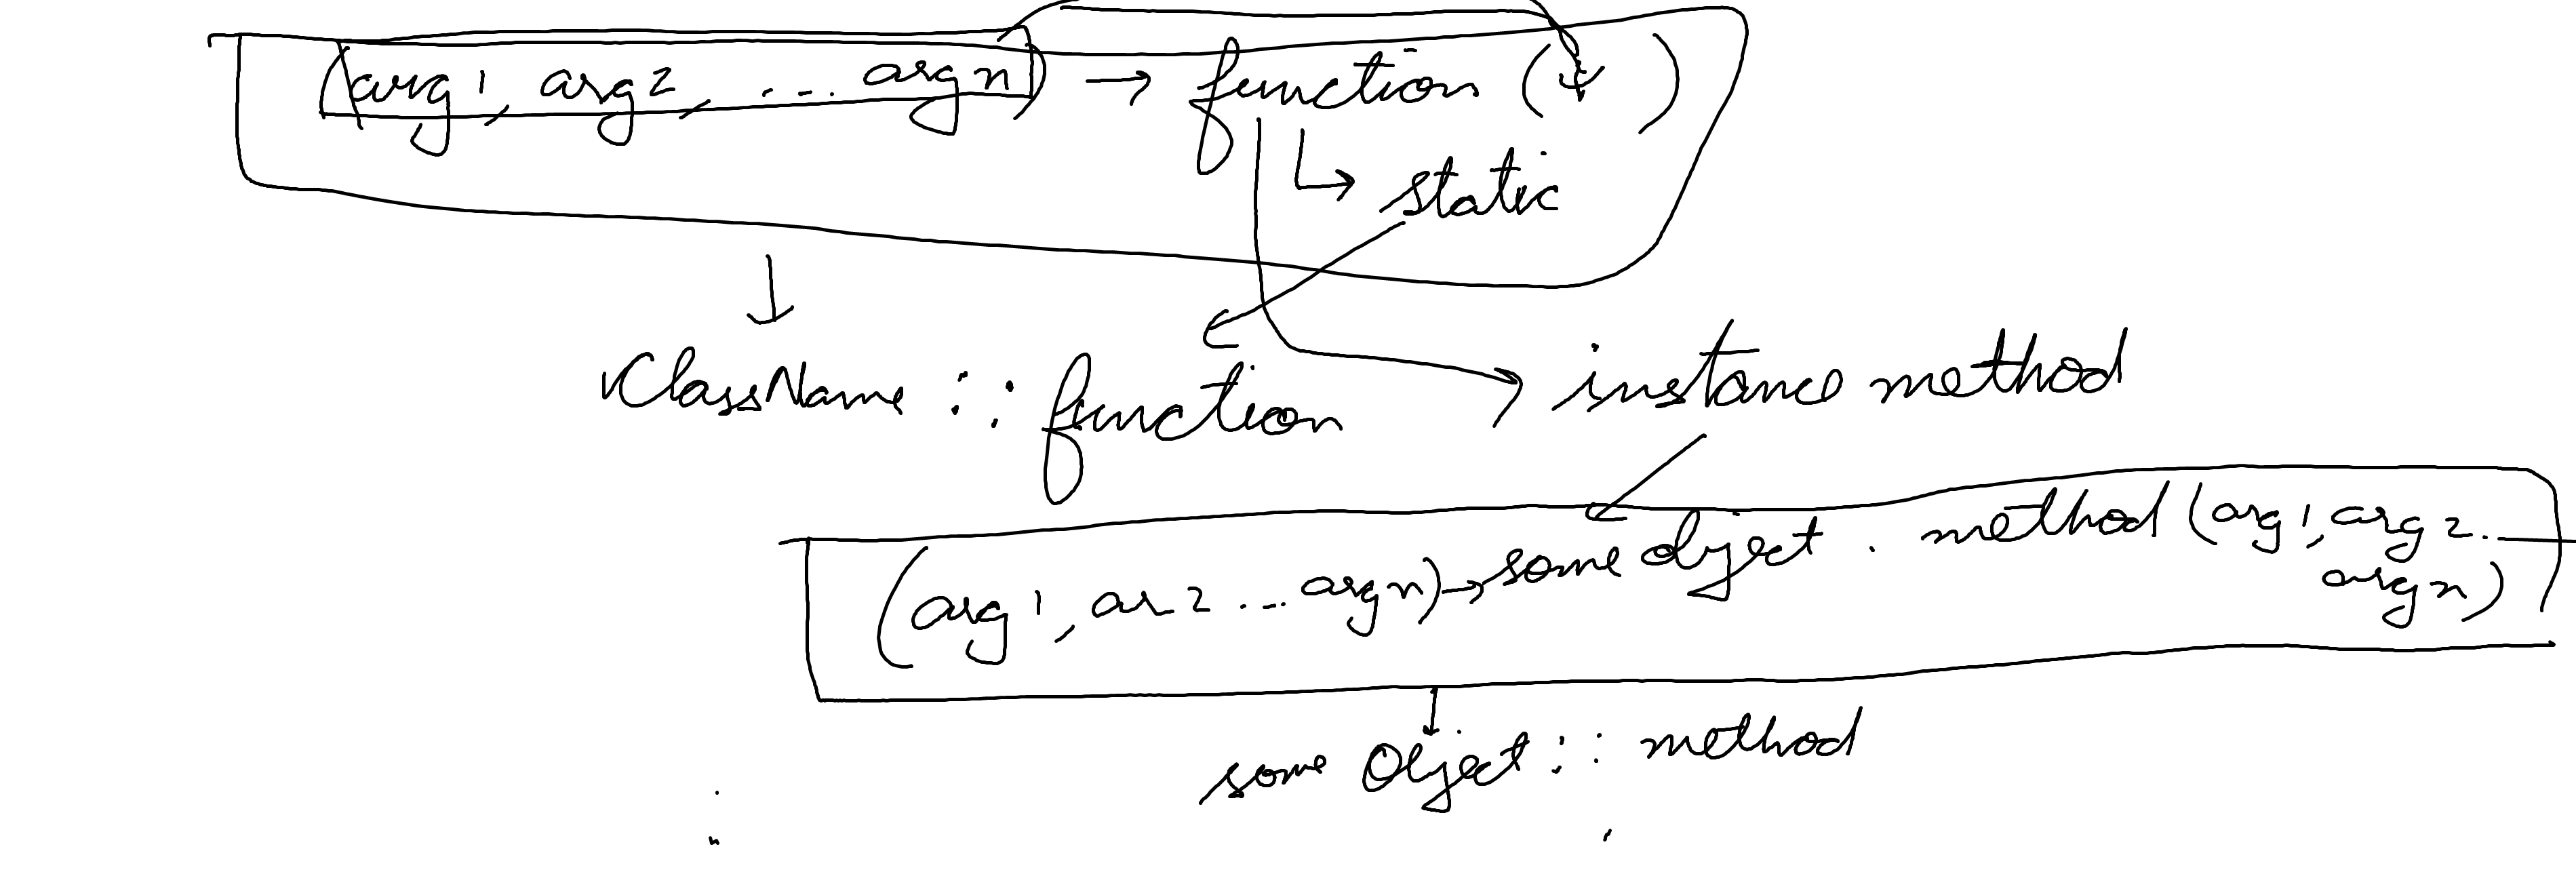 (arg1, arg2, ... argn) → function ( )
↳ static
ClassName :: function
instance method
(arg1, ar2 ... argn) → some object . method (arg1, arg2. —
argn)
some Object :: method